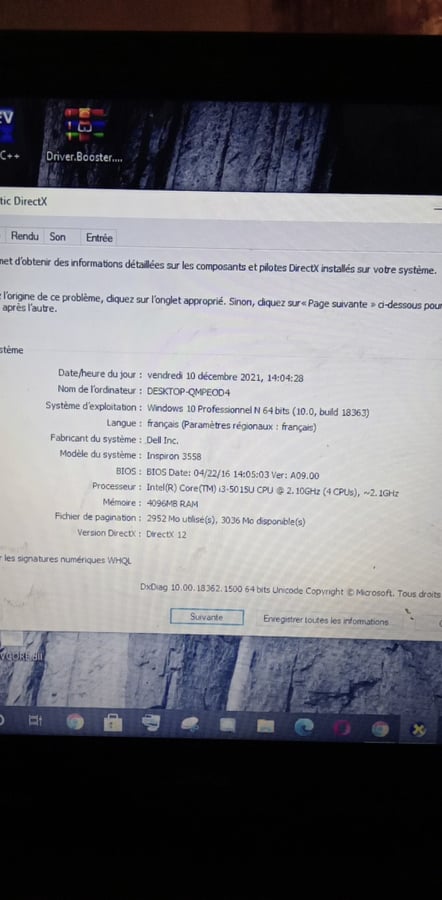 EV
C++
Driver.Booster....
tic DirectX
Rendu Son Entrée
met d'obtenir des informations détaillées sur les composants et pilotes DirectX installés sur votre système.
l'origine de ce problème, cliquez sur l'onglet approprié. Sinon, cliquez sur « Page suivante » ci-dessous pour
après l'autre.
stème
Date/heure du jour : vendredi 10 décembre 2021, 14:04:28
Nom de l'ordinateur : DESKTOP-QMPEOD4
Système d'exploitation : Windows 10 Professionnel N 64 bits (10.0, build 18363)
Langue : français (Paramètres régionaux : français)
Fabricant du système : Dell Inc.
Modèle du système : Inspiron 3558
BIOS : BIOS Date: 04/22/16 14:05:03 Ver: A09.00
Processeur : Intel(R) Core(TM) i3-5015U CPU @ 2.10GHz (4 CPUs), ~2.1GHz
Mémoire : 4096MB RAM
Fichier de pagination : 2952 Mo utilisé(s), 3036 Mo disponible(s)
Version DirectX : DirectX 12
r les signatures numériques WHQL
DxDiag 10.00.18362.1500 64 bits Unicode Copyright © Microsoft. Tous droits
Suivante Enregistrer toutes les informations